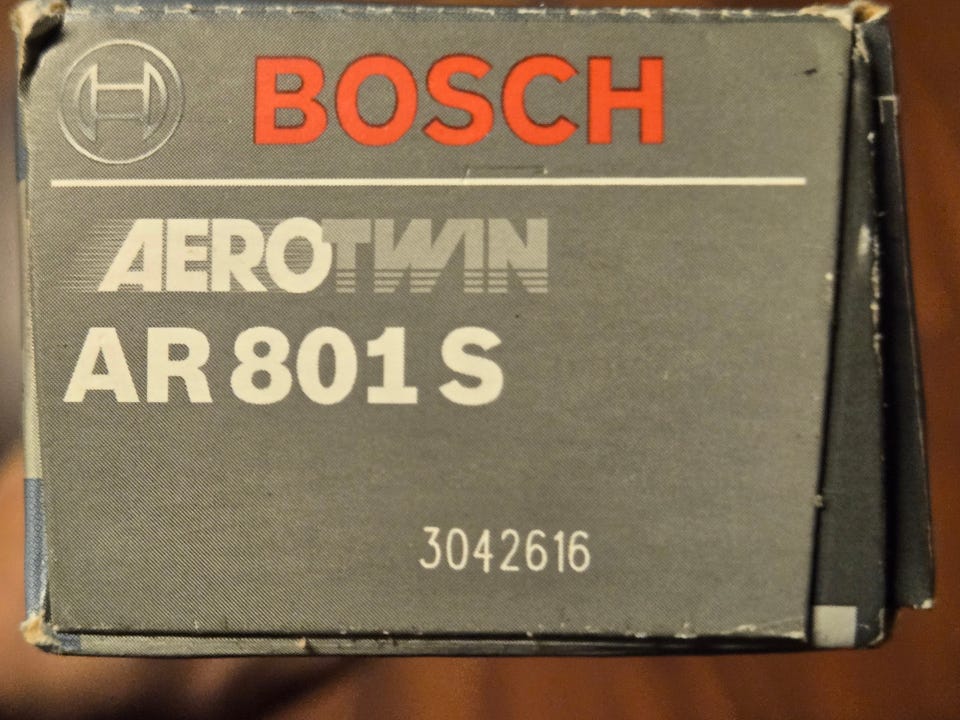 BOSCH
AEROTWIN
AR 801 S
3042616